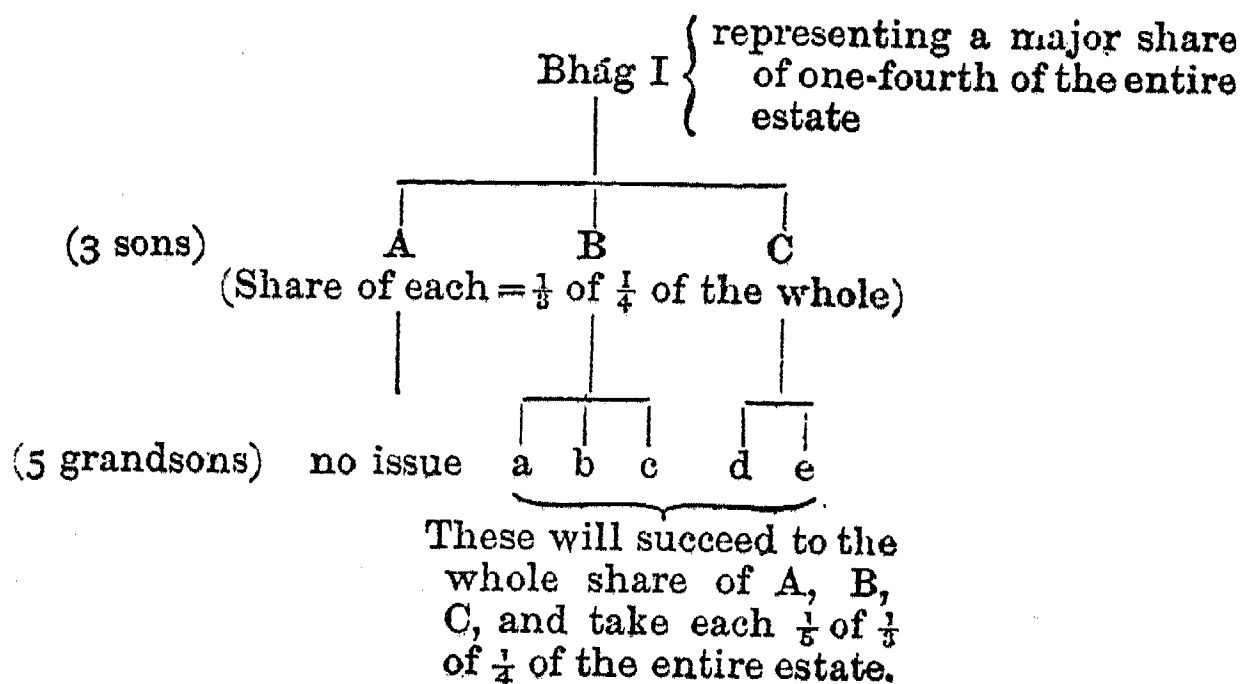 Bhág I { representing a major share
of one-fourth of the entire
estate
(3 sons) A B C
(Share of each = 1/3 of 1/4 of the whole)
(5 grandsons) no issue a b c d e
These will succeed to the
whole share of A, B,
C, and take each 1/5 of 1/3
of 1/4 of the entire estate.